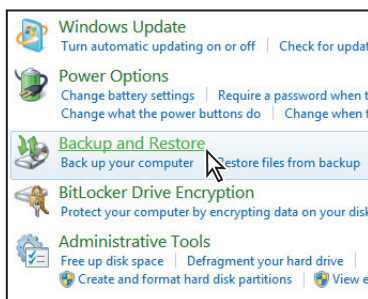 Windows Update
Turn automatic updating on or off Check for updat
Power Options
Change battery settings Require a password when t
Change what the power buttons do Change when t
Backup and Restore
Back up your computer Restore files from backup
BitLocker Drive Encryption
Protect your computer by encrypting data on your disk
Administrative Tools
Free up disk space Defragment your hard drive
Create and format hard disk partitions View e